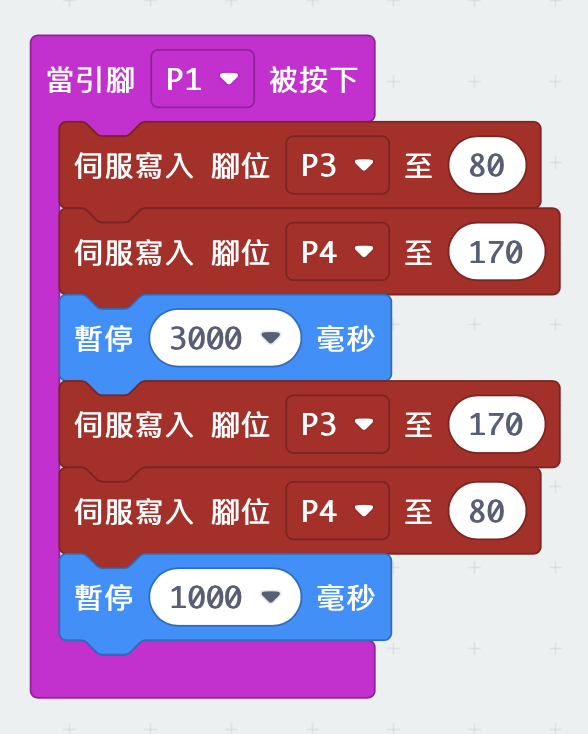 當引腳 P1 被按下
伺服寫入 腳位 P3 至 80
伺服寫入 腳位 P4 至 170
暫停 3000 毫秒
伺服寫入 腳位 P3 至 170
伺服寫入 腳位 P4 至 80
暫停 1000 毫秒